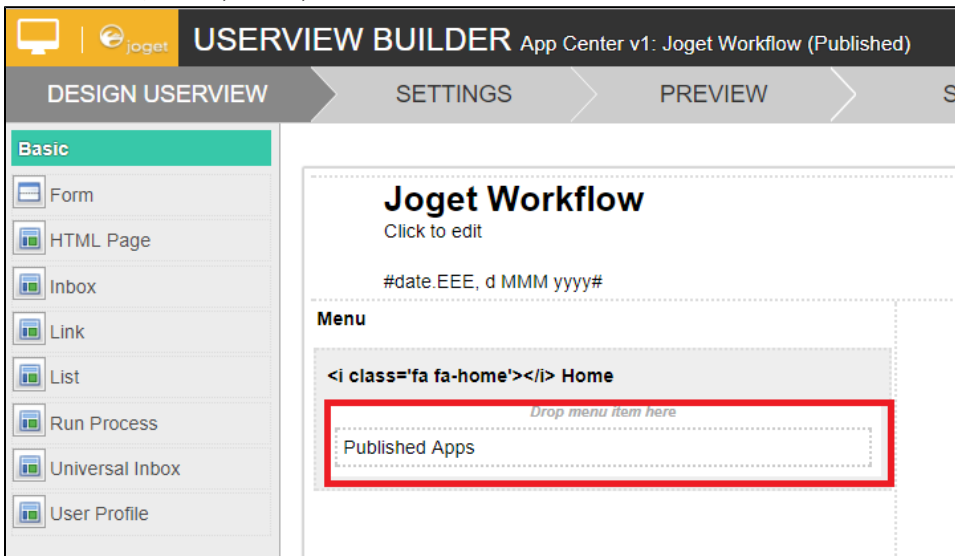 joget USERVIEW BUILDER App Center v1: Joget Workflow (Published)
DESIGN USERVIEW SETTINGS PREVIEW S
Basic
Form
HTML Page
Inbox
Link
List
Run Process
Universal Inbox
User Profile
Joget Workflow
Click to edit
#date.EEE, d MMM yyyy#
Menu
<i class='fa fa-home'></i> Home
Drop menu item here
Published Apps